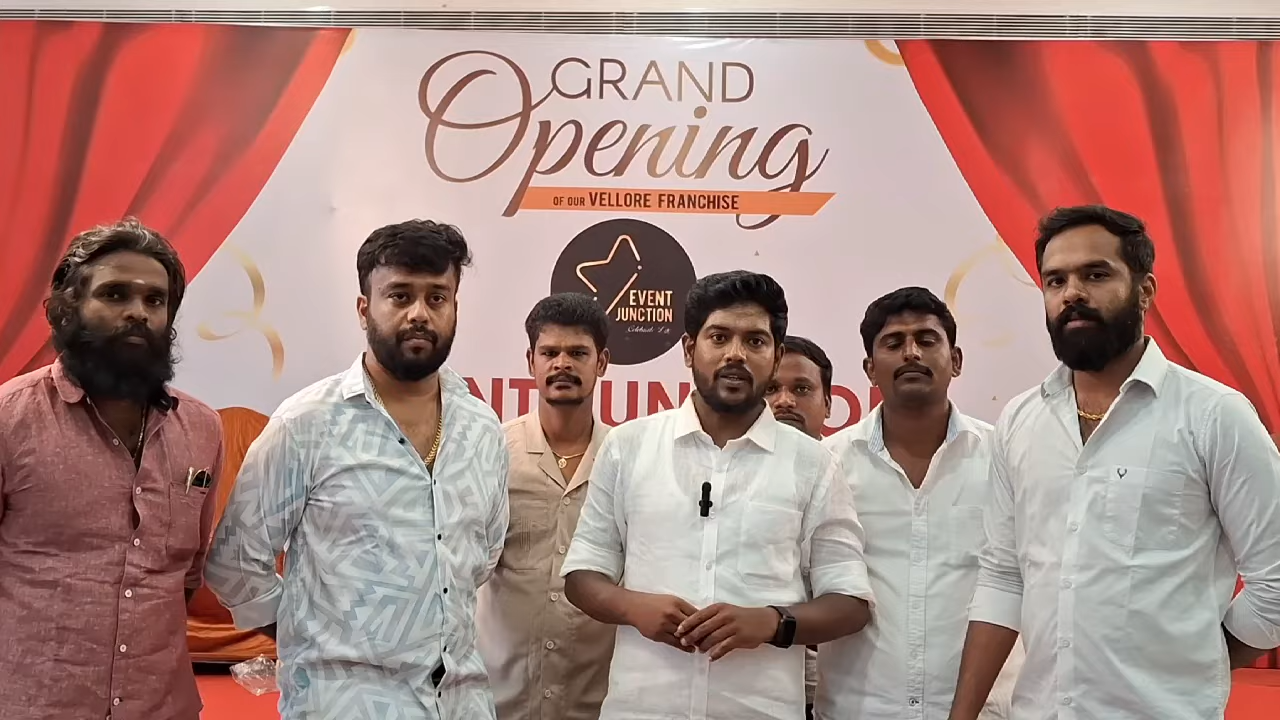 GRAND
Opening
OF OUR VELLORE FRANCHISE
EVENT
JUNCTION